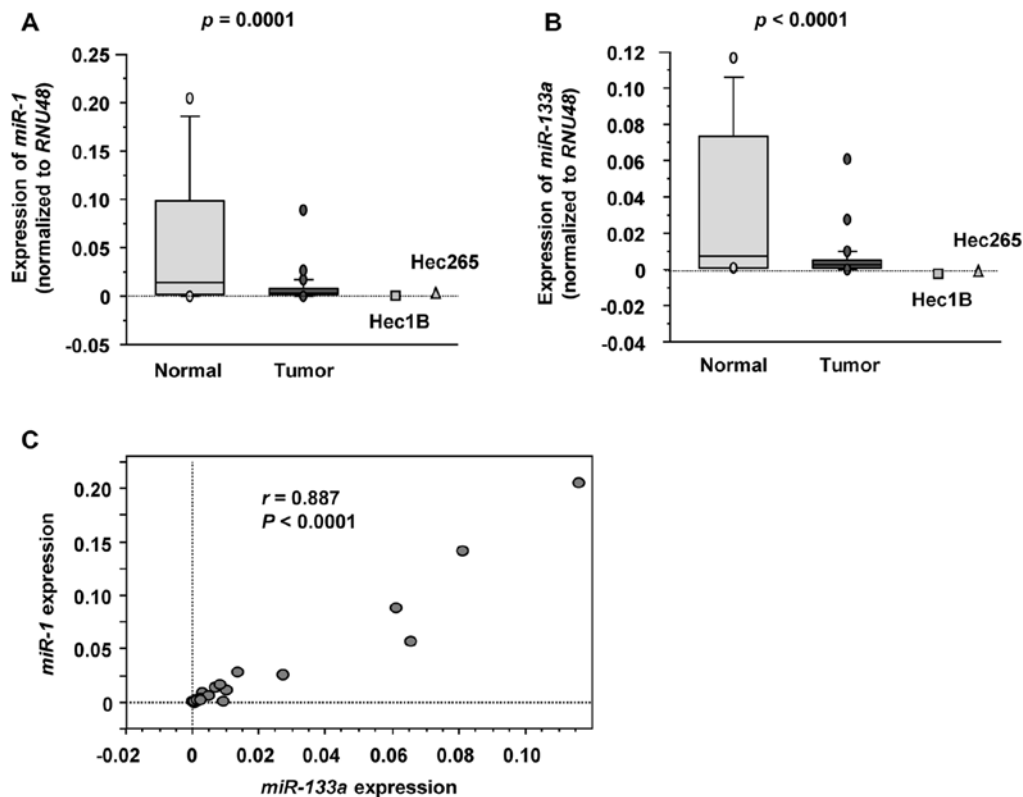 A
p = 0.0001
Expression of miR-1
(normalized to RNU48)
0.25
0.20
0.15
0.10
0.05
0
-0.05
Hec265
Hec1B
Normal
Tumor
B
p < 0.0001
Expression of miR-133a
(normalized to RNU48)
0.12
0.10
0.08
0.06
0.04
0.02
0
-0.02
-0.04
Hec265
Hec1B
Normal
Tumor
C
r = 0.887
P < 0.0001
miR-1 expression
0.20
0.15
0.10
0.05
0
-0.02
0
0.02
0.04
0.06
0.08
0.10
miR-133a expression